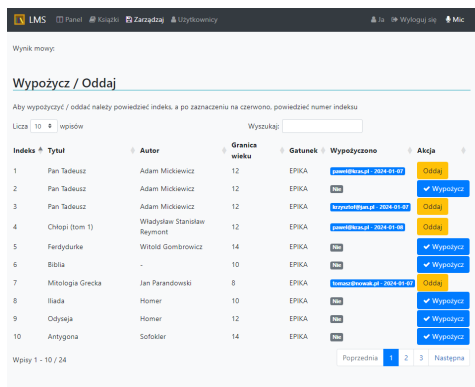 LMS Panel Książki Zarządzaj Użytkownicy Ja Wyloguj się Mic
Wynik mowy:
Wypożycz / Oddaj
Aby wypożyczyć / oddać należy powiedzieć indeks, a po zaznaczeniu na czerwono, powiedzieć numer indeksu
Licza 10 wpisów Wyszukaj:
Indeks Tytuł Autor Granica wieku Gatunek Wypożyczono Akcja
1 Pan Tadeusz Adam Mickiewicz 12 EPIKA pawel@kras.pl - 2024-01-07 Oddaj
2 Pan Tadeusz Adam Mickiewicz 12 EPIKA Nie Wypożycz
3 Pan Tadeusz Adam Mickiewicz 12 EPIKA krzysztof@jan.pl - 2024-01-07 Oddaj
4 Chłopi (tom 1) Władysław Stanisław Reymont 12 EPIKA pawel@kras.pl - 2024-01-08 Oddaj
5 Ferdydurke Witold Gombrowicz 14 EPIKA Nie Wypożycz
6 Biblia - 10 EPIKA Nie Wypożycz
7 Mitologia Grecka Jan Parandowski 8 EPIKA tomasz@nowak.pl - 2024-01-07 Oddaj
8 Iliada Homer 10 EPIKA Nie Wypożycz
9 Odyseja Homer 12 EPIKA Nie Wypożycz
10 Antygona Sofokler 14 EPIKA Nie Wypożycz
Wpisy 1 - 10 / 24 Poprzednia 1 2 3 Następna